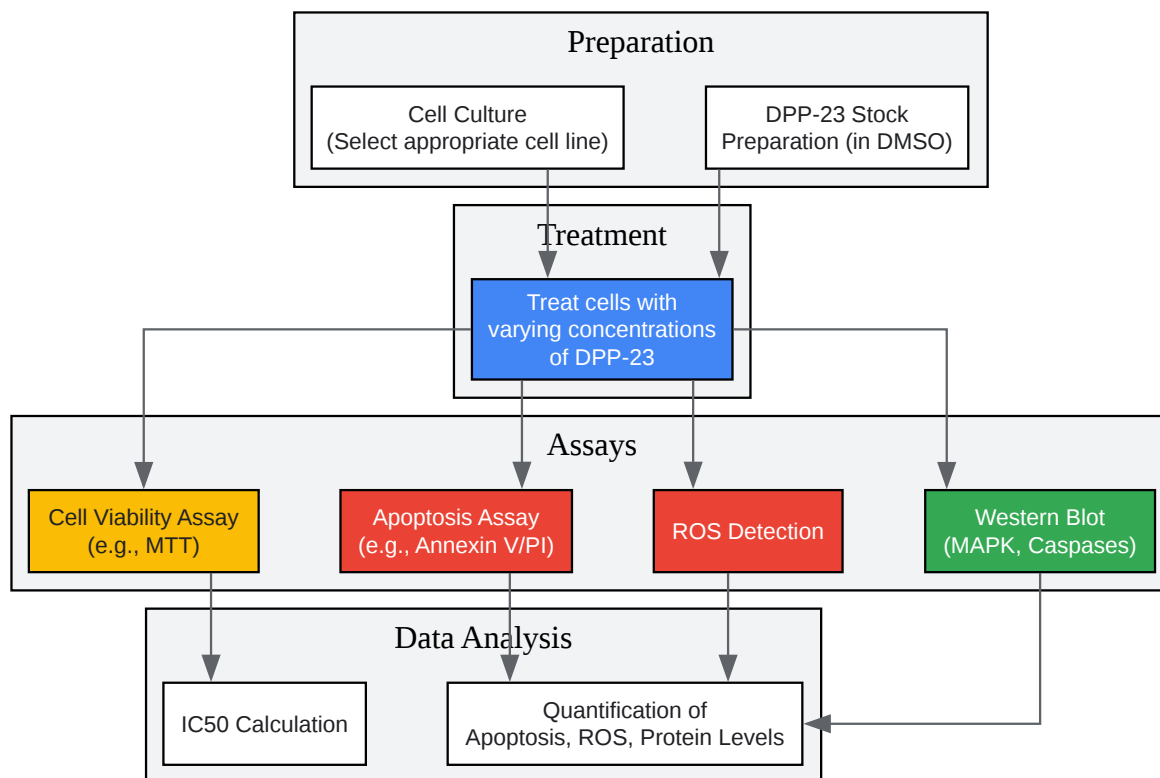 Preparation
Cell Culture
(Select appropriate cell line)
DPP-23 Stock
Preparation (in DMSO)
Treatment
Treat cells with
varying concentrations
of DPP-23
Assays
Cell Viability Assay
(e.g., MTT)
Apoptosis Assay
(e.g., Annexin V/PI)
ROS Detection
Western Blot
(MAPK, Caspases)
Data Analysis
IC50 Calculation
Quantification of
Apoptosis, ROS, Protein Levels